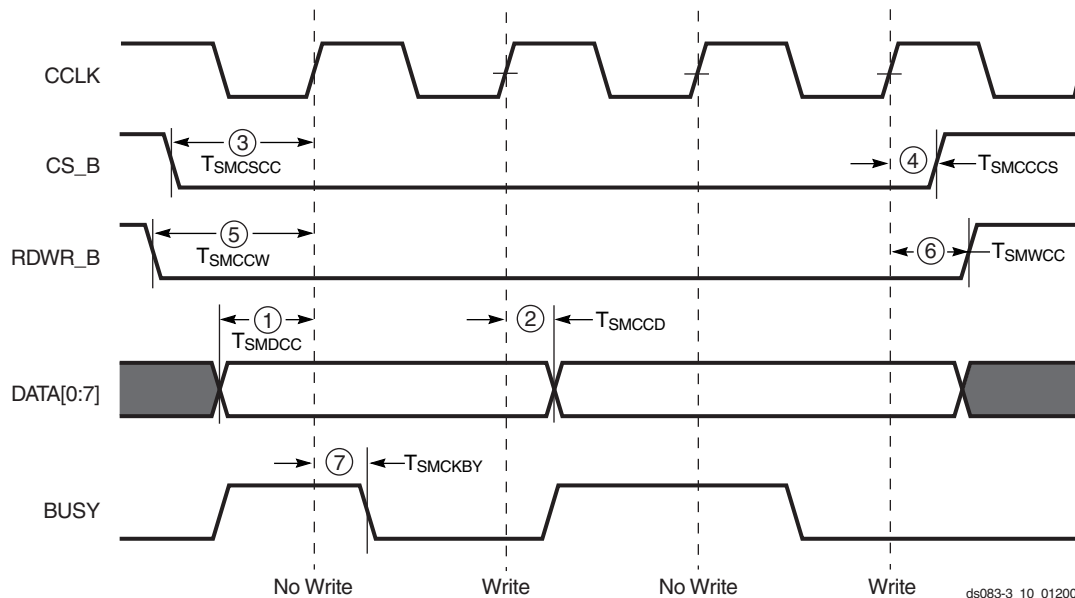 CCLK
③
CS_B
TSMCSCC
④
TSMCCCS
⑤
RDWR_B
TSMCCW
⑥
TSMWCC
①
TSMDCC
②
TSMCCD
DATA[0:7]
⑦
TSMCKBY
BUSY
No Write
Write
No Write
Write
ds083-3_10_01200